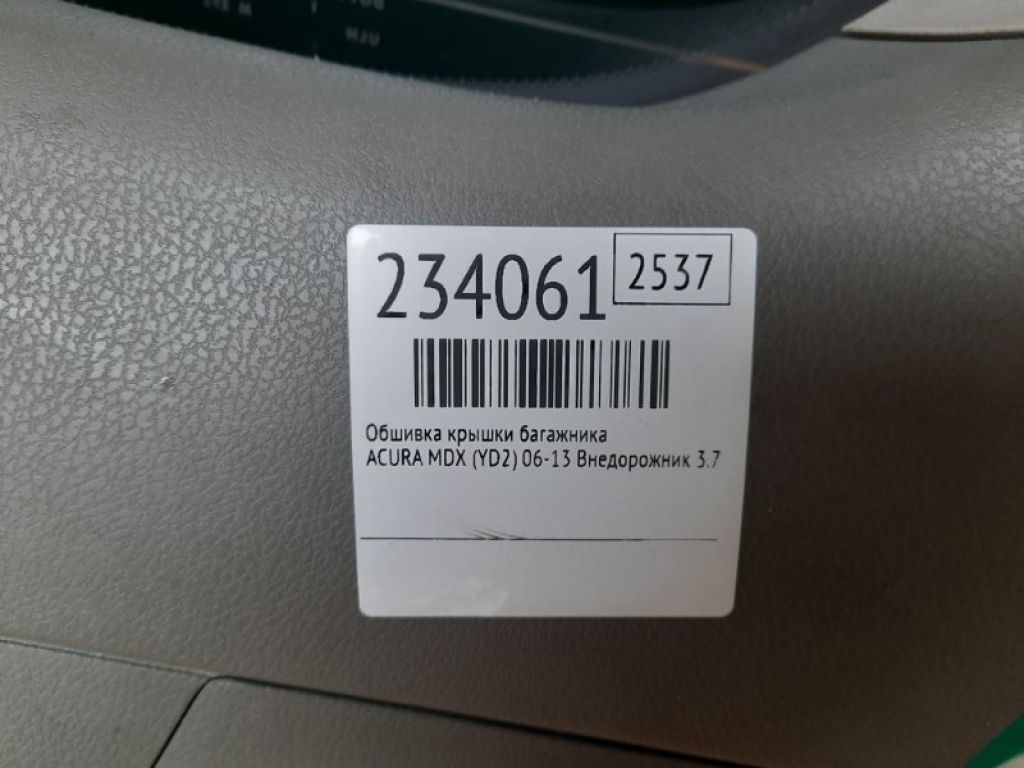 234061
2537
Обшивка крышки багажника
ACURA MDX (YD2) 06-13 Внедорожник 3.7